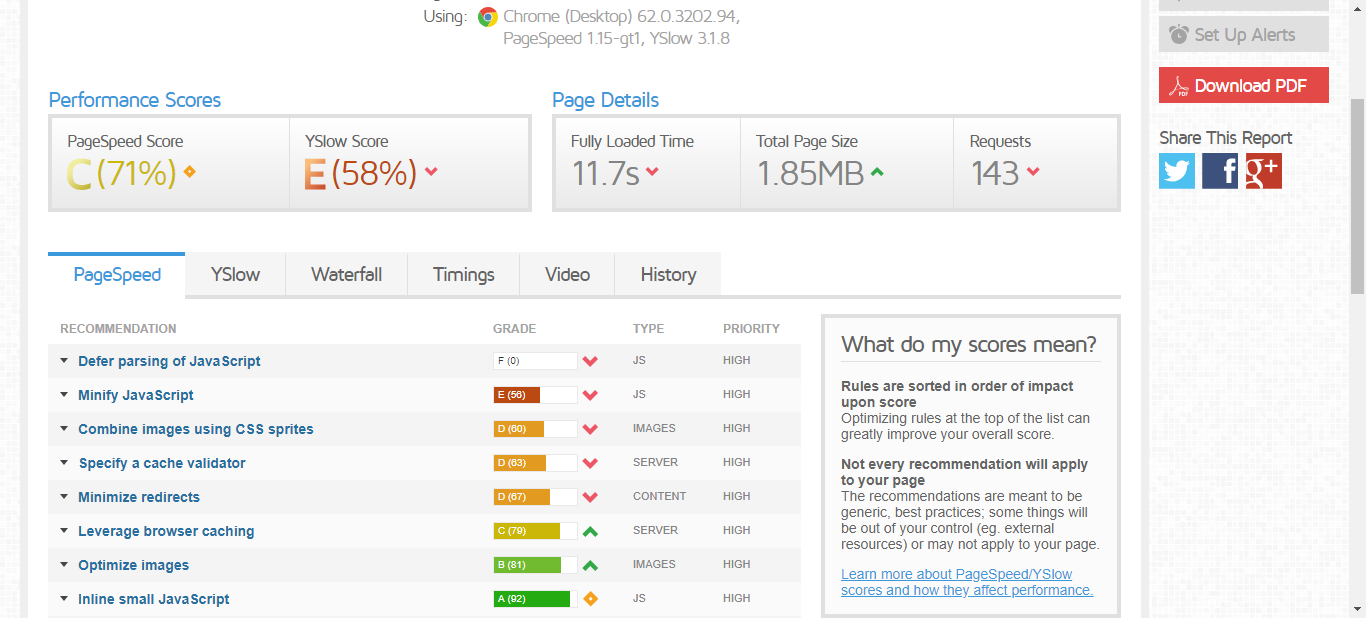 Using: Chrome (Desktop) 62.0.3202.94,
PageSpeed 1.15-gt1, YSlow 3.1.8
Set Up Alerts
Download PDF
Share This Report
Performance Scores
PageSpeed Score
C(71%)
YSlow Score
E(58%)
Page Details
Fully Loaded Time
11.7s
Total Page Size
1.85MB
Requests
143
PageSpeed YSlow Waterfall Timings Video History
RECOMMENDATION GRADE TYPE PRIORITY
Defer parsing of JavaScript F (0) JS HIGH
Minify JavaScript E (56) JS HIGH
Combine images using CSS sprites D (60) IMAGES HIGH
Specify a cache validator D (63) SERVER HIGH
Minimize redirects D (67) CONTENT HIGH
Leverage browser caching C (79) SERVER HIGH
Optimize images B (81) IMAGES HIGH
Inline small JavaScript A (92) JS HIGH
What do my scores mean?
Rules are sorted in order of impact
upon score
Optimizing rules at the top of the list can
greatly improve your overall score.
Not every recommendation will apply
to your page
The recommendations are meant to be
generic, best practices; some things will
be out of your control (eg. external
resources) or may not apply to your page.
Learn more about PageSpeed/YSlow
scores and how they affect performance.